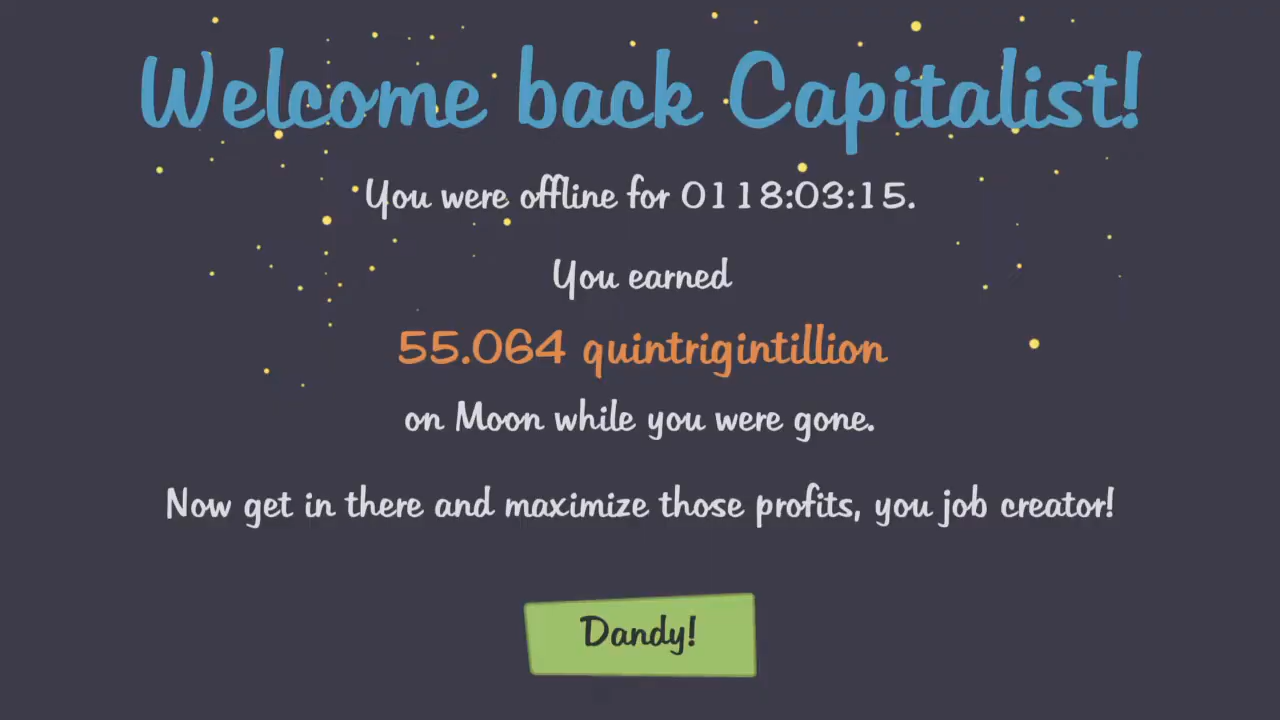 Welcome back Capitalist!
You were offline for 0118:03:15.
You earned
55.064 quintrigintillion
on Moon while you were gone.
Now get in there and maximize those profits, you job creator!
Dandy!